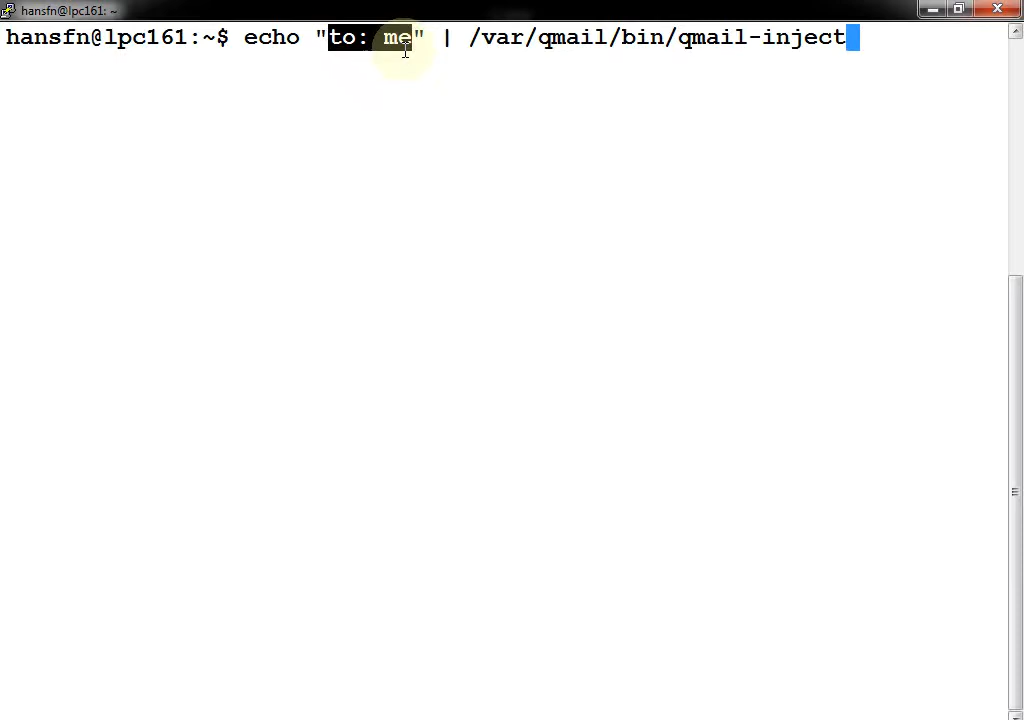 hansfn@lpc161: ~
hansfn@lpc161:~$ echo "to: me" | /var/qmail/bin/qmail-inject